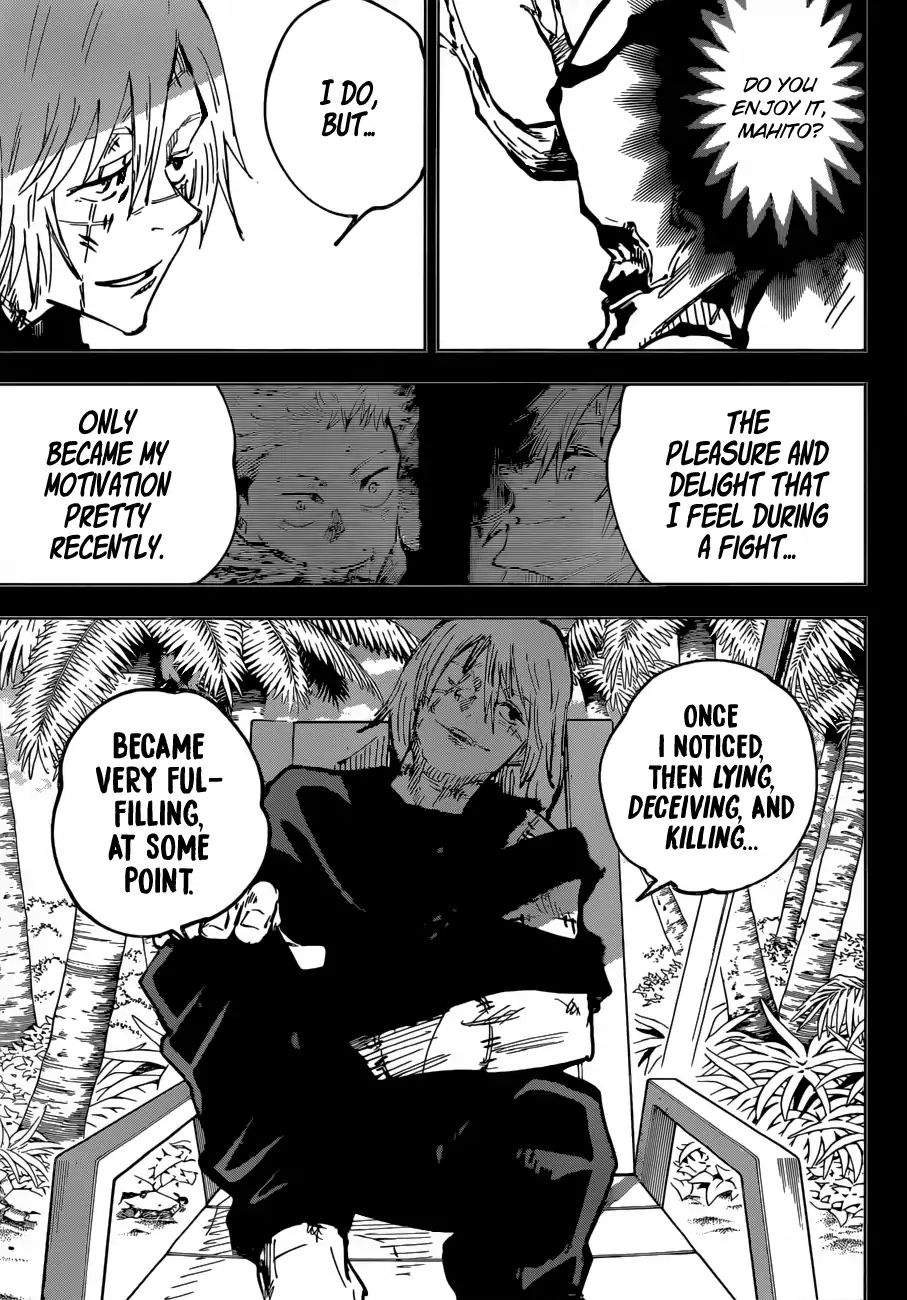 DO YOU
ENJOY IT,
MAHITO?
I DO,
BUT...
THE
PLEASURE AND
DELIGHT THAT
I FEEL DURING
A FIGHT...
ONLY
BECAME MY
MOTIVATION
PRETTY
RECENTLY.
ONCE
I NOTICED,
THEN LYING,
DECEIVING, AND
KILLING...
BECAME
VERY FUL-
FILLING,
AT SOME
POINT.